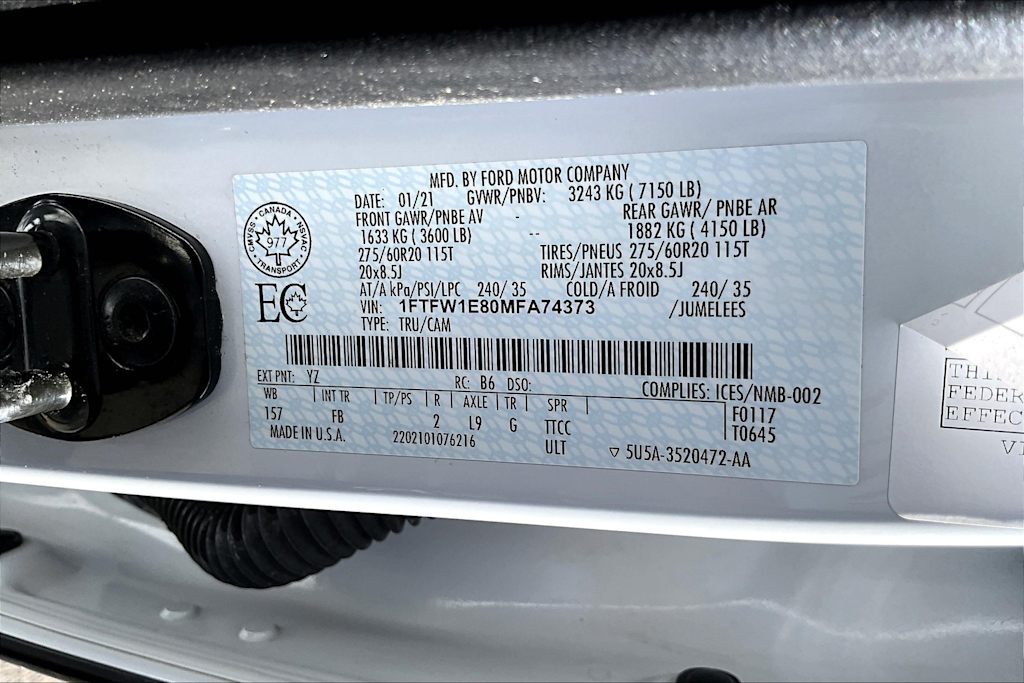 MFD. BY FORD MOTOR COMPANY
DATE: 01/21 GVWR/PNBV: 3243 KG ( 7150 LB)
FRONT GAWR/PNBE AV - REAR GAWR/ PNBE AR
1633 KG ( 3600 LB) -- 1882 KG ( 4150 LB)
275/60R20 115T TIRES/PNEUS 275/60R20 115T
20x8.5J RIMS/JANTES 20x8.5J
AT/A kPa/PSI/LPC 240/ 35 COLD/A FROID 240/ 35
VIN: 1FTFW1E80MFA74373 /JUMELEES
TYPE: TRU/CAM
CANADA
CMVSS NSVAC
977
TRANSPORT
EC
EXT PNT: YZ RC: B6 DSO: COMPLIES: ICES/NMB-002
WB INT TR TP/PS R AXLE TR SPR F0117
157 FB 2 L9 G TTCC T0645
MADE IN U.S.A. 2202101076216 ULT ▽ 5U5A-3520472-AA
THI
FEDER
EFFEC